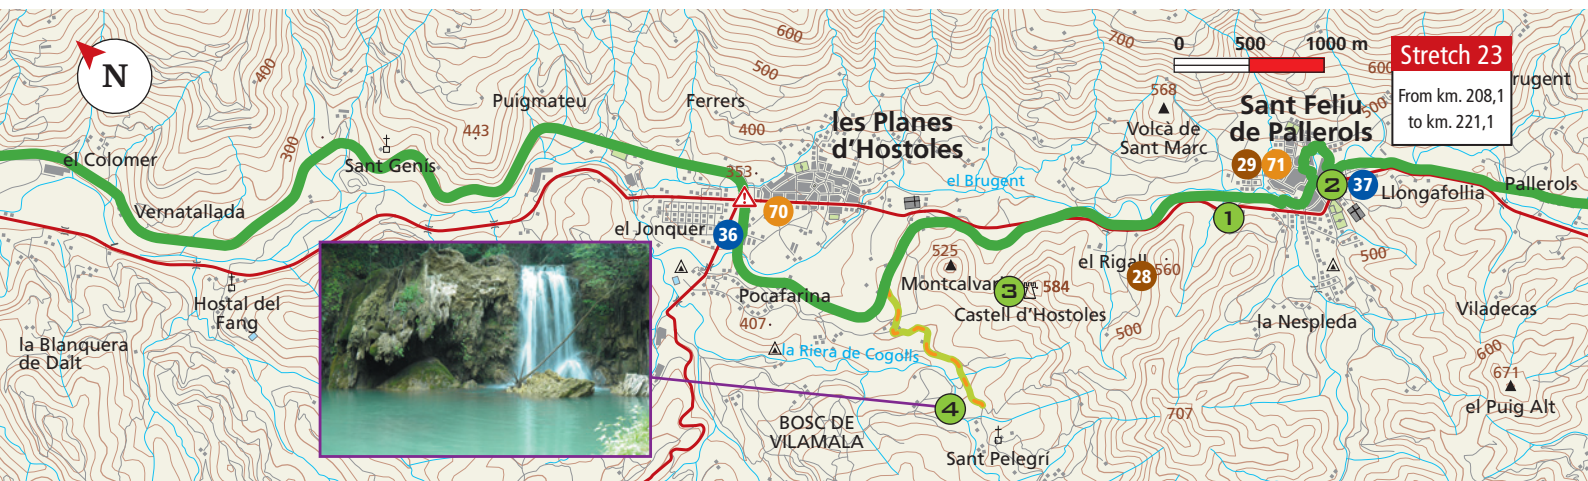 N
400
300
600
500
443
Puigmateu
Ferrers
400
353
les Planes
d'Hostoles
el Brugent
700
0 500 1000 m
568
Volcà de
Sant Marc
Sant Feliu
de Pallerols
600
500
Stretch 23
From km. 208,1
to km. 221,1
rugent
el Colomer
Sant Genís
Vernatallada
el Jonquer
36
70
29
71
2
37
Llongafollia
Pallerols
1
Hostal del
Fang
la Blanquera
de Dalt
Pocafarina
407
525
Montcalvar
3
584
Castell d'Hostoles
el Rigall
560
28
500
500
la Nespleda
Viladecas
600
671
el Puig Alt
la Riera de Cogolls
4
BOSC DE
VILAMALA
Sant Pelegrí
707